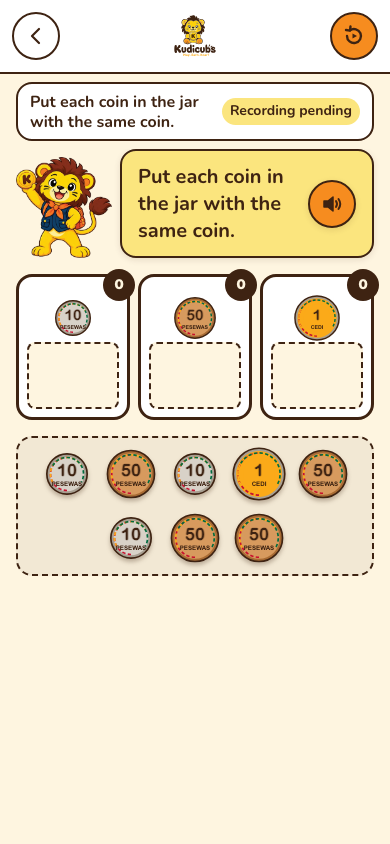 Kudicub's
Put each coin in the jar
with the same coin.
Recording pending
K
Put each coin in
the jar with the
same coin.
0
0
0
10
PESEWAS
50
PESEWAS
1
CEDI
10
PESEWAS
50
PESEWAS
10
PESEWAS
1
CEDI
50
PESEWAS
10
PESEWAS
50
PESEWAS
50
PESEWAS